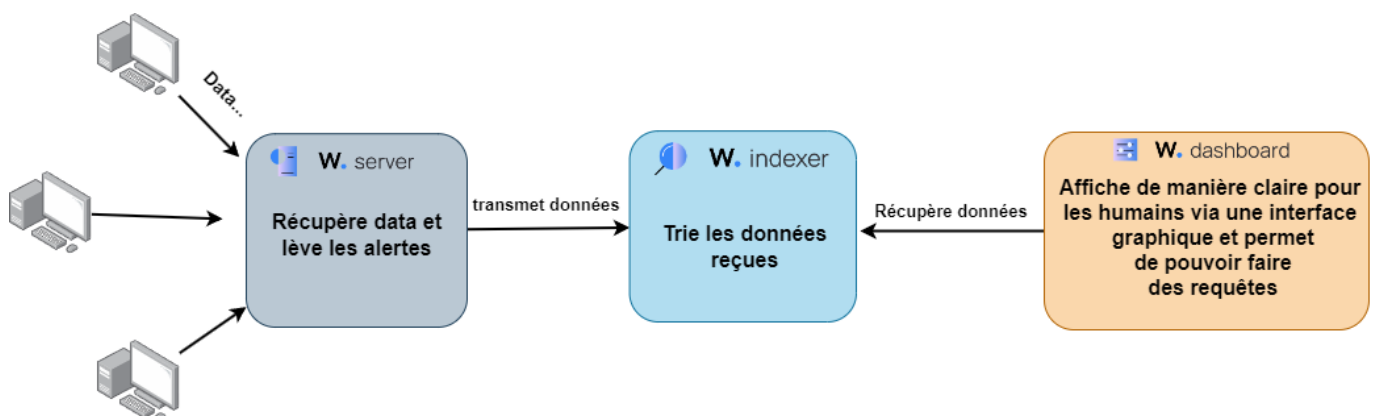 Data...
W. server
Récupère data et
lève les alertes
transmet données
W. indexer
Trie les données
reçues
Récupère données
W. dashboard
Affiche de manière claire pour
les humains via une interface
graphique et permet
de pouvoir faire
des requêtes